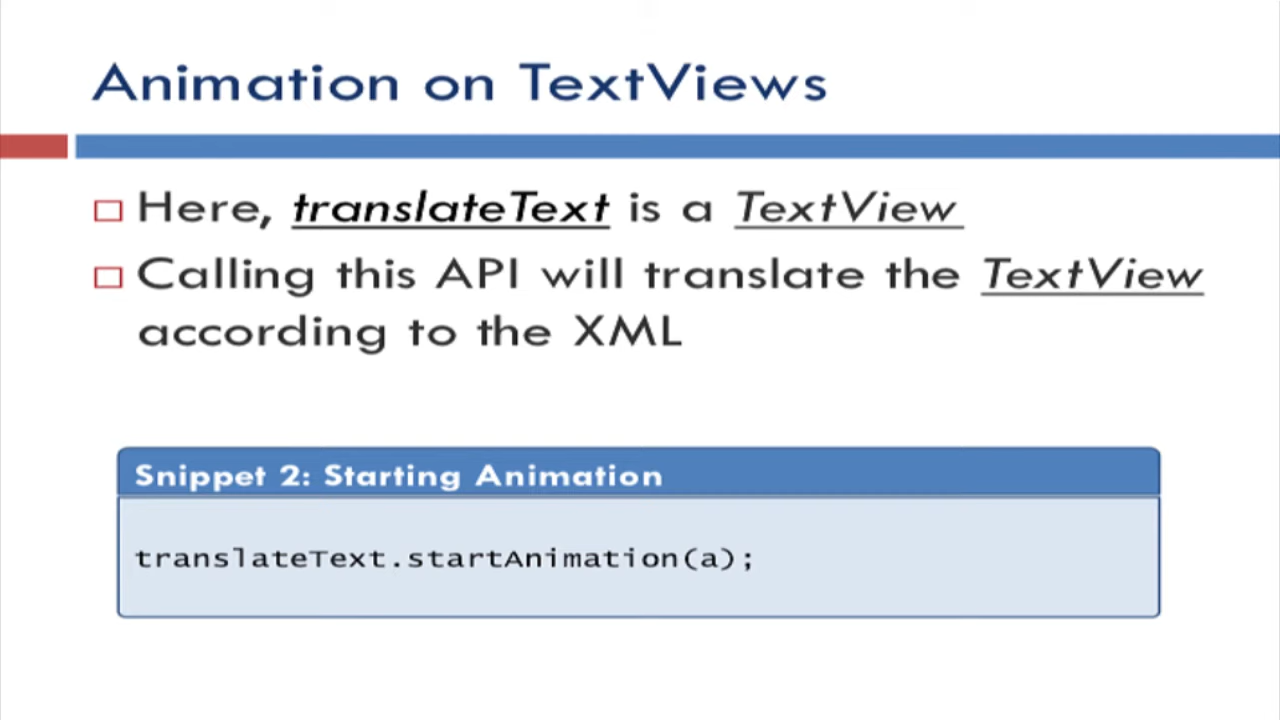 Animation on TextViews
Here, translateText is a TextView
Calling this API will translate the TextView
according to the XML
Snippet 2: Starting Animation
translateText.startAnimation(a);